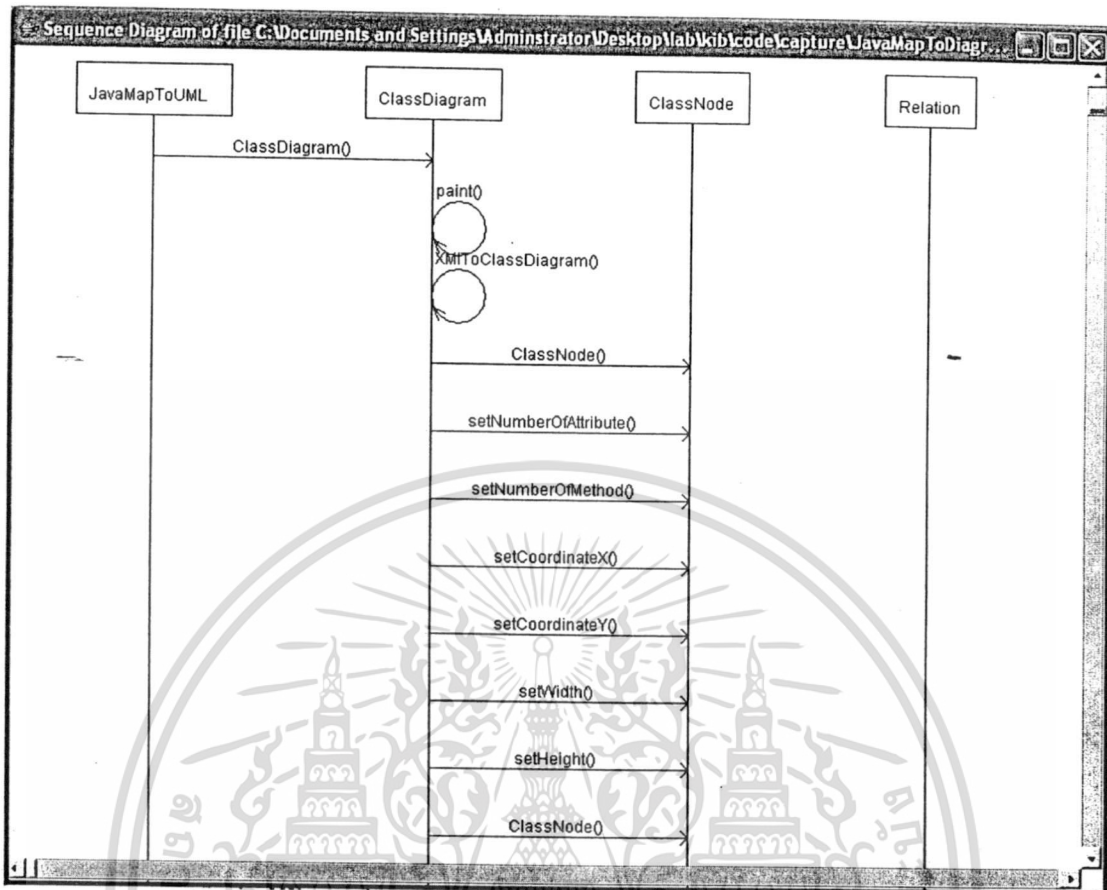 Sequence Diagram of file C:\Documents and Settings\Adminstrator\Desktop\lab\kib\code\capture\JavaMapToDiagr...
JavaMapToUML
ClassDiagram
ClassNode
Relation
ClassDiagram()
paint()
XMIToClassDiagram()
ClassNode()
setNumberOfAttribute()
setNumberOfMethod()
setCoordinateX()
setCoordinateY()
setWidth()
setHeight()
ClassNode()